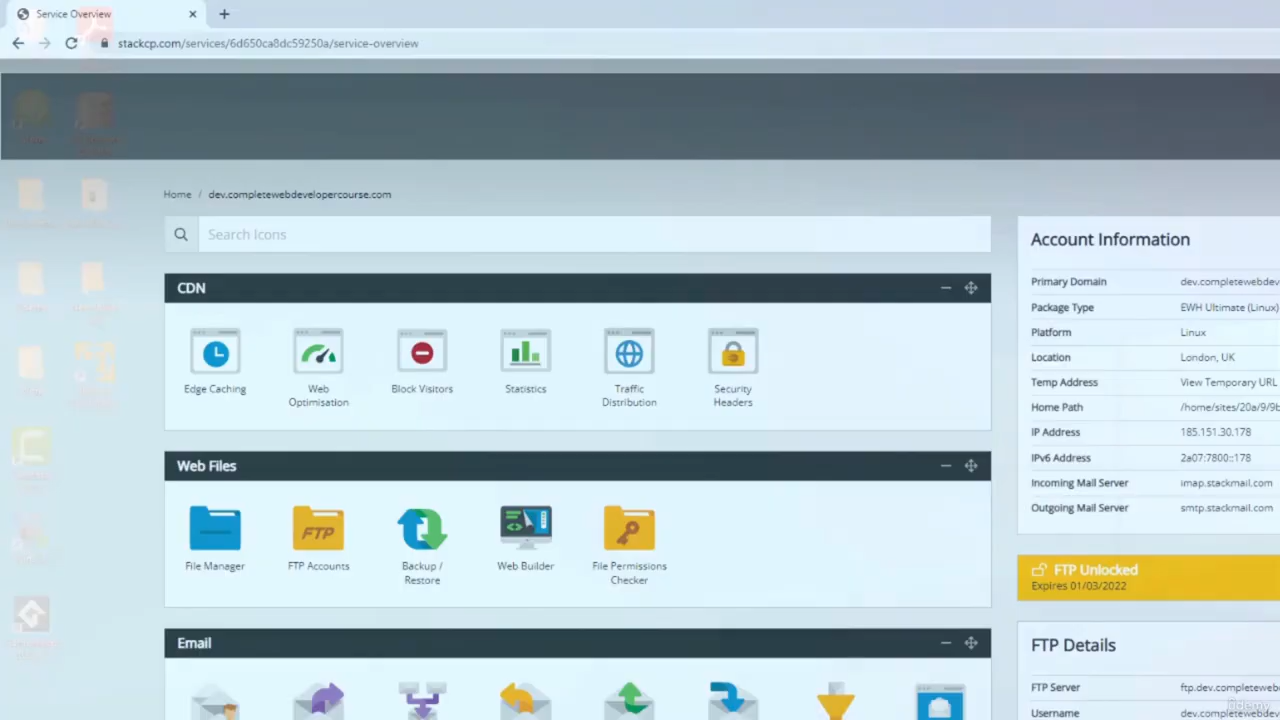 Service Overview
stackcp.com/services/6d650ca8dc59250a/service-overview
Home / dev.completewebdevelopercourse.com
Search Icons
CDN
Edge Caching
Web Optimisation
Block Visitors
Statistics
Traffic Distribution
Security Headers
Web Files
File Manager
FTP Accounts
Backup / Restore
Web Builder
File Permissions Checker
Email
Account Information
Primary Domain dev.completewebdev
Package Type EWH Ultimate (Linux)
Platform Linux
Location London, UK
Temp Address View Temporary URL
Home Path /home/sites/20a/9/9b
IP Address 185.151.30.178
IPv6 Address 2a07:7800::178
Incoming Mail Server imap.stackmail.com
Outgoing Mail Server smtp.stackmail.com
FTP Unlocked
Expires 01/03/2022
FTP Details
FTP Server ftp.dev.completeweb
Username dev.completewebde
Udemy